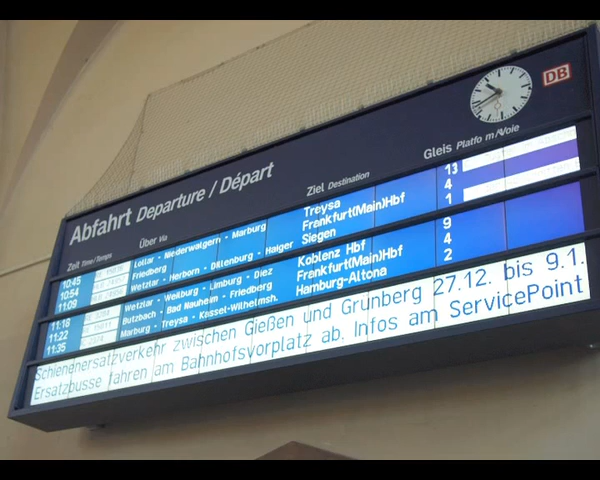 DB
Abfahrt Departure / Départ
Zeit Time/Temps Über Via Ziel Destination Gleis Platform/Voie
10:45 Lollar - Niederwalgern - Marburg Treysa 13
10:54 Friedberg Frankfurt(Main)Hbf 4
11:09 Wetzlar - Herborn - Dillenburg - Haiger Siegen 1
11:16 Wetzlar - Weilburg - Limburg - Diez Koblenz Hbf 9
11:22 Butzbach - Bad Nauheim - Friedberg Frankfurt(Main)Hbf 4
11:35 Marburg - Treysa - Kassel-Wilhelmsh. Hamburg-Altona 2
Schienenersatzverkehr zwischen Gießen und Grünberg 27.12. bis 9.1.
Ersatzbusse fahren am Bahnhofsvorplatz ab. Infos am ServicePoint